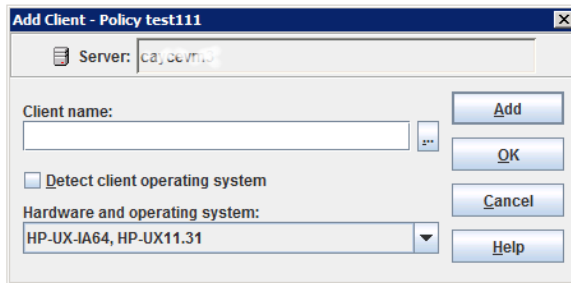 Add Client - Policy test111
Server:
Client name:
...
Add
OK
Detect client operating system
Cancel
Hardware and operating system:
HP-UX-IA64, HP-UX11.31
Help